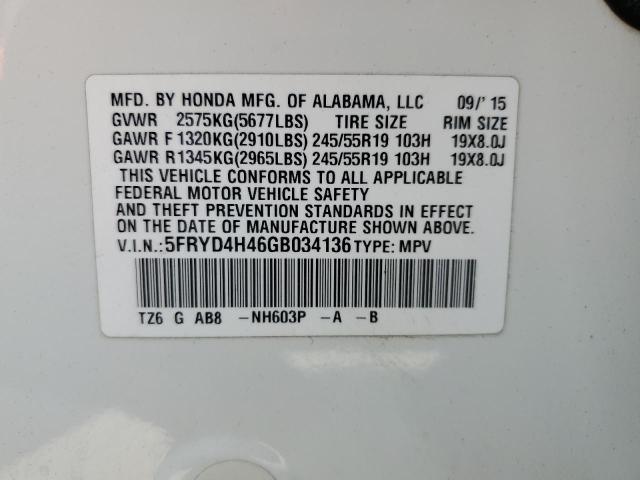 MFD. BY HONDA MFG. OF ALABAMA, LLC 09/'15
GVWR 2575KG(5677LBS) TIRE SIZE RIM SIZE
GAWR F 1320KG(2910LBS) 245/55R19 103H 19X8.0J
GAWR R1345KG(2965LBS) 245/55R19 103H 19X8.0J
THIS VEHICLE CONFORMS TO ALL APPLICABLE
FEDERAL MOTOR VEHICLE SAFETY
AND THEFT PREVENTION STANDARDS IN EFFECT
ON THE DATE OF MANUFACTURE SHOWN ABOVE.
V.I.N.: 5FRYD4H46GB034136 TYPE: MPV
TZ6 G AB8 -NH603P -A -B